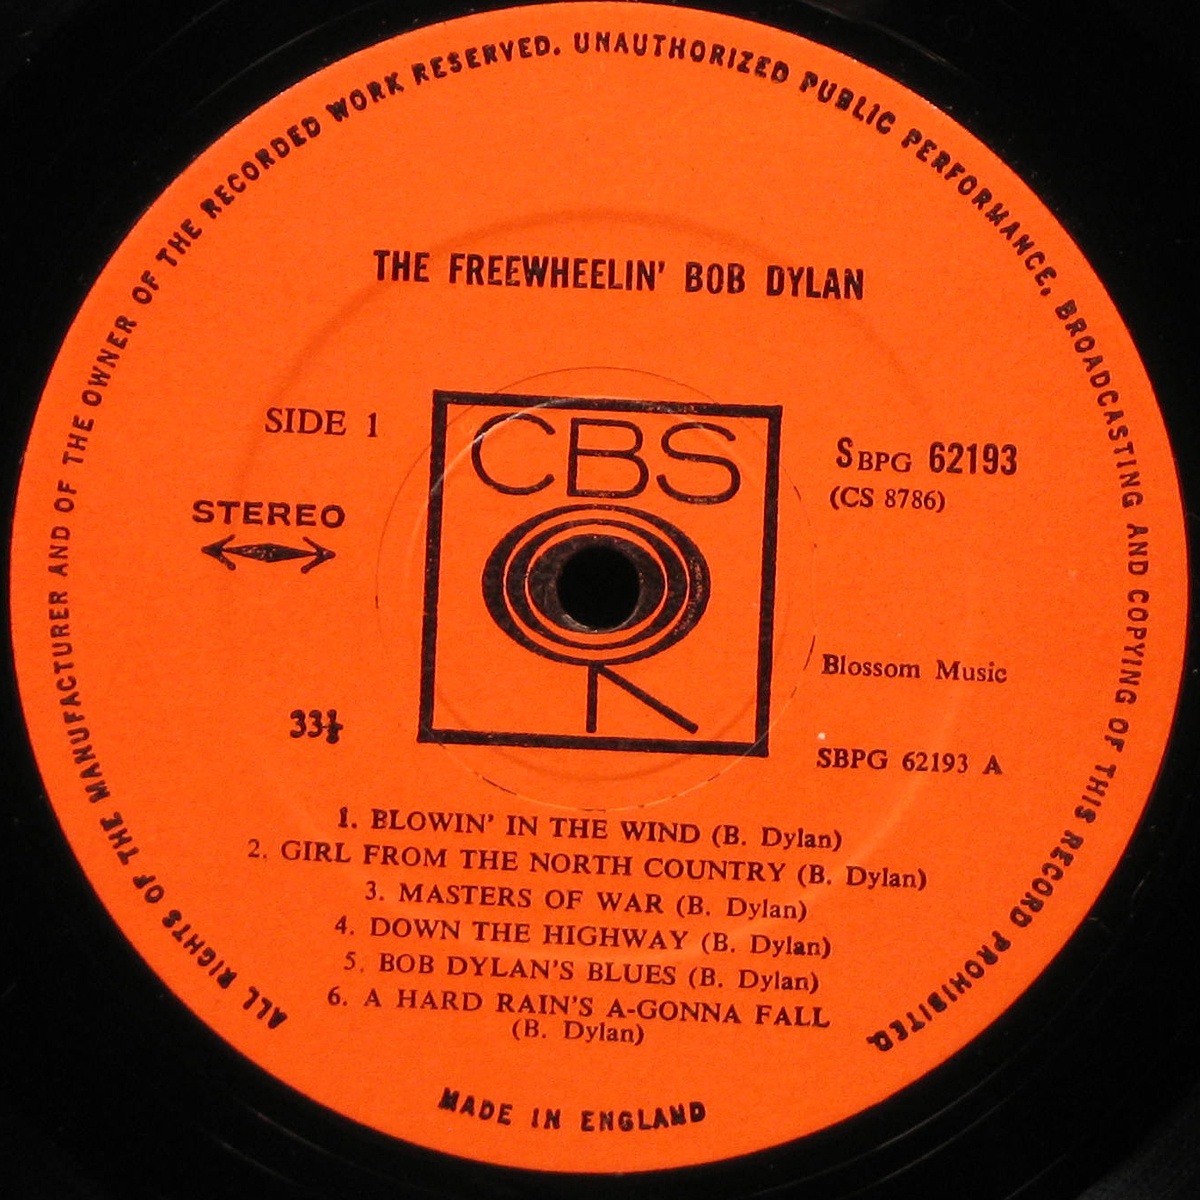 ALL RIGHTS OF THE MANUFACTURER AND OF THE OWNER OF THE RECORDED WORK RESERVED. UNAUTHORIZED PUBLIC PERFORMANCE, BROADCASTING AND COPYING OF THIS RECORD PROHIBITED.
THE FREEWHEELIN' BOB DYLAN
SIDE 1
STEREO
33⅓
CBS
SBPG 62193
(CS 8786)
Blossom Music
SBPG 62193 A
1. BLOWIN' IN THE WIND (B. Dylan)
2. GIRL FROM THE NORTH COUNTRY (B. Dylan)
3. MASTERS OF WAR (B. Dylan)
4. DOWN THE HIGHWAY (B. Dylan)
5. BOB DYLAN'S BLUES (B. Dylan)
6. A HARD RAIN'S A-GONNA FALL
(B. Dylan)
MADE IN ENGLAND